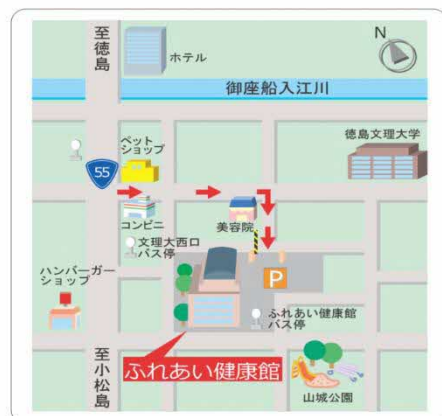 至徳島
ホテル
N
御座船入江川
徳島文理大学
ペット
ショップ
55
コンビニ
美容院
文理大西口
バス停
ハンバーガー
ショップ
P
ふれあい健康館
バス停
至小松島
ふれあい健康館
山城公園